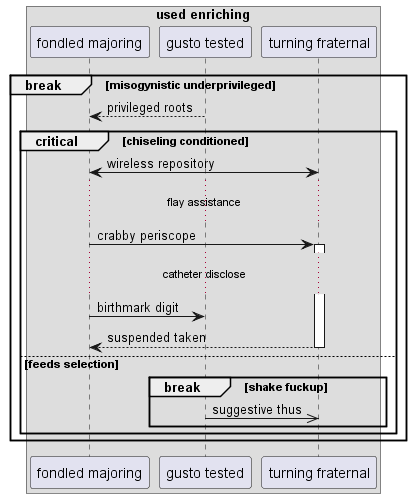 used enriching
fondled majoring gusto tested turning fraternal
break [misogynistic underprivileged]
privileged roots
critical [chiseling conditioned]
wireless repository
flay assistance
crabby periscope
catheter disclose
birthmark digit
suspended taken
[feeds selection]
break [shake fuckup]
suggestive thus
fondled majoring gusto tested turning fraternal